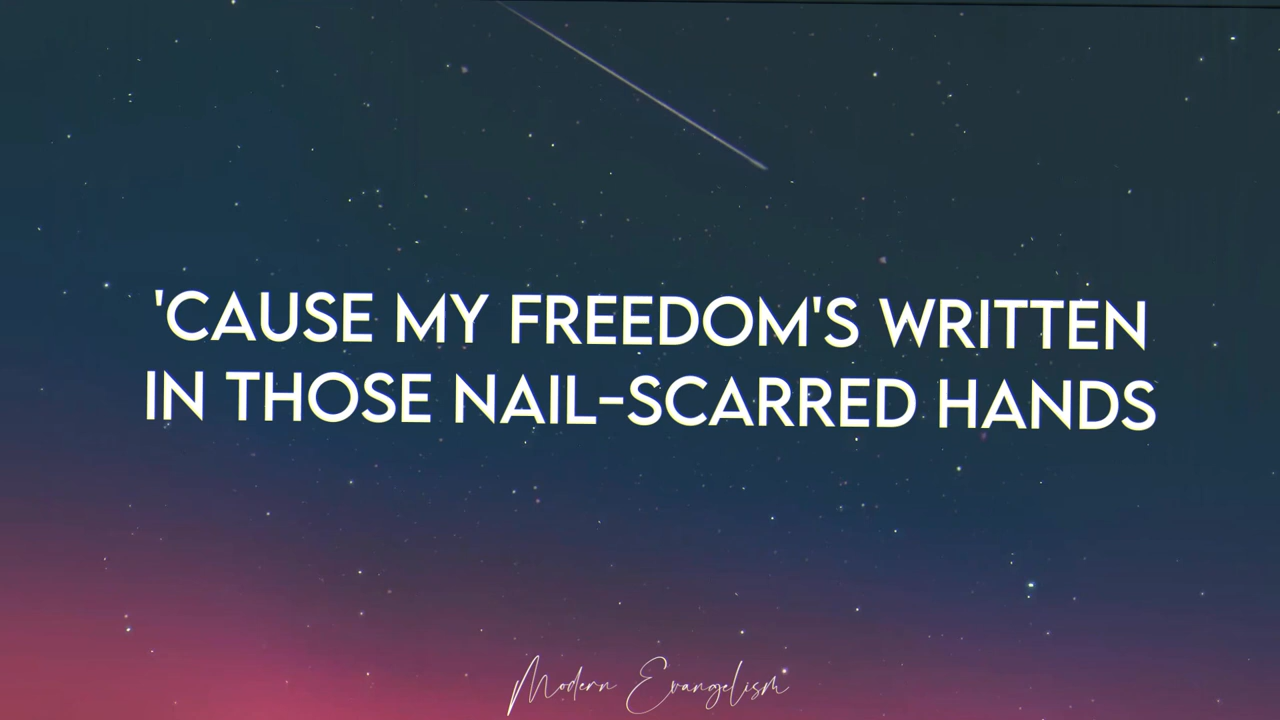 'CAUSE MY FREEDOM'S WRITTEN
IN THOSE NAIL-SCARRED HANDS
Modern Evangelism